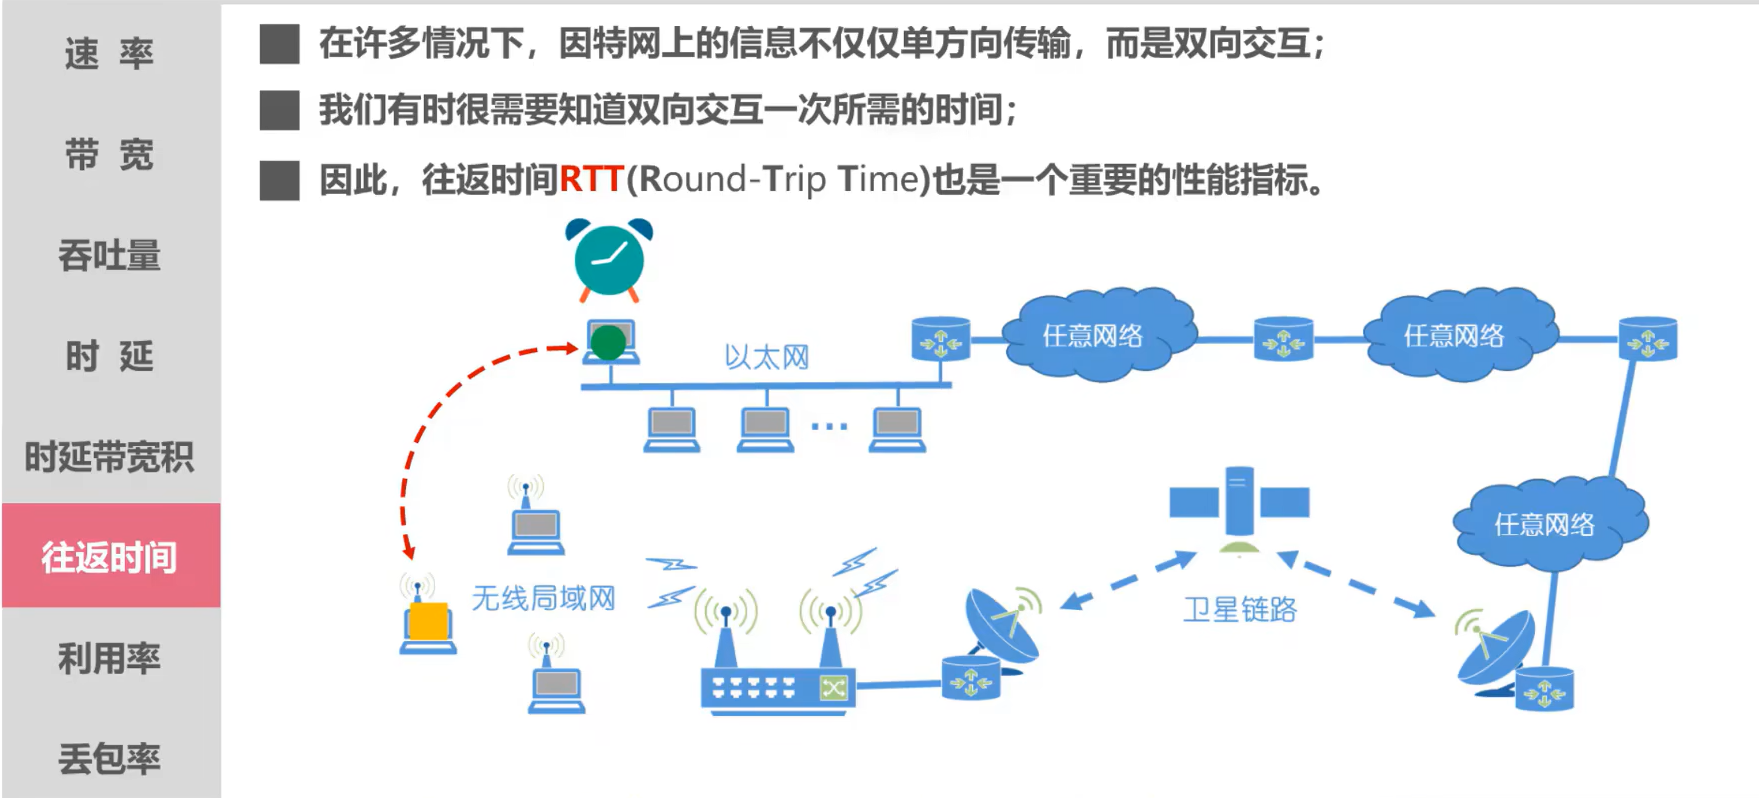 速 率
带 宽
吞吐量
时 延
时延带宽积
往返时间
利用率
丢包率
在许多情况下，因特网上的信息不仅仅单方向传输，而是双向交互；
我们有时很需要知道双向交互一次所需的时间；
因此，往返时间RTT(Round-Trip Time)也是一个重要的性能指标。
以太网
任意网络
任意网络
任意网络
无线局域网
卫星链路